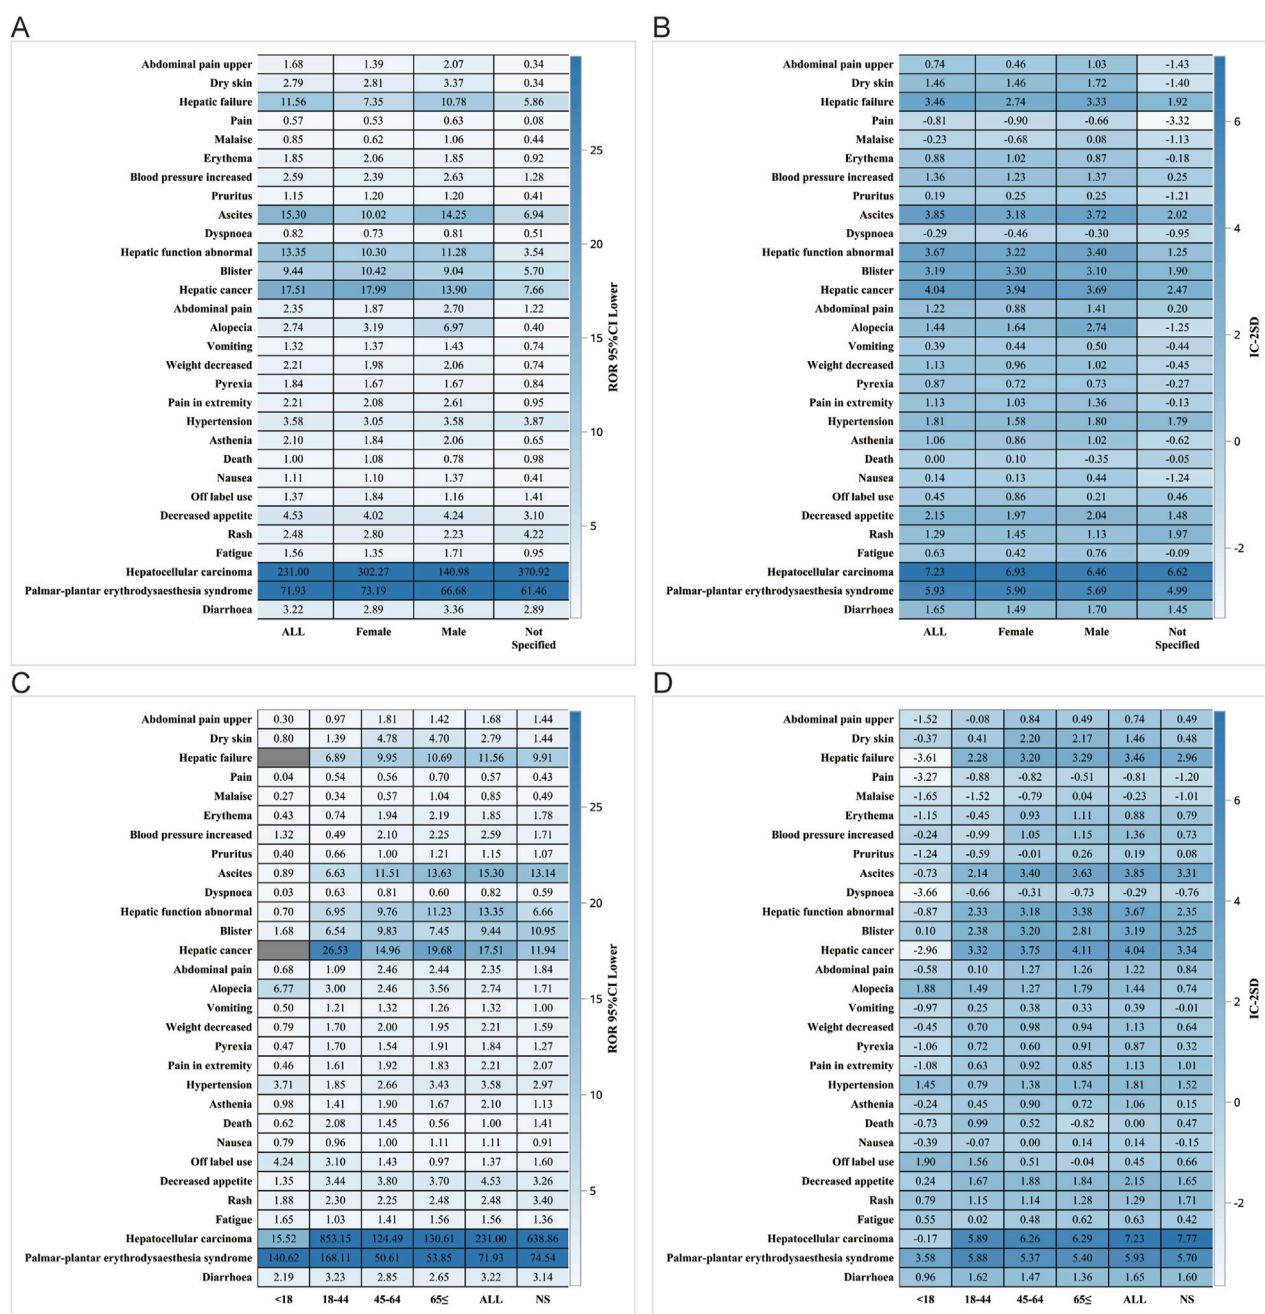 A
Abdominal pain upper 1.68 1.39 2.07 0.34
Dry skin 2.79 2.81 3.37 0.34
Hepatic failure 11.56 7.35 10.78 5.86
Pain 0.57 0.53 0.63 0.08
Malaise 0.85 0.62 1.06 0.44
Erythema 1.85 2.06 1.85 0.92
Blood pressure increased 2.59 2.39 2.63 1.28
Pruritus 1.15 1.20 1.20 0.41
Ascites 15.30 10.02 14.25 6.94
Dyspnoea 0.82 0.73 0.81 0.51
Hepatic function abnormal 13.35 10.30 11.28 3.54
Blister 9.44 10.42 9.04 5.70
Hepatic cancer 17.51 17.99 13.90 7.66
Abdominal pain 2.35 1.87 2.70 1.22
Alopecia 2.74 3.19 6.97 0.40
Vomiting 1.32 1.37 1.43 0.74
Weight decreased 2.21 1.98 2.06 0.74
Pyrexia 1.84 1.67 1.67 0.84
Pain in extremity 2.21 2.08 2.61 0.95
Hypertension 3.58 3.05 3.58 3.87
Asthenia 2.10 1.84 2.06 0.65
Death 1.00 1.08 0.78 0.98
Nausea 1.11 1.10 1.37 0.41
Off label use 1.37 1.84 1.16 1.41
Decreased appetite 4.53 4.02 4.24 3.10
Rash 2.48 2.80 2.23 4.22
Fatigue 1.56 1.35 1.71 0.95
Hepatocellular carcinoma 231.00 302.27 140.98 370.92
Palmar-plantar erythrodysaesthesia syndrome 71.93 73.19 66.68 61.46
Diarrhoea 3.22 2.89 3.36 2.89
ALL Female Male Not
Specified
25
20
15
10
5
ROR 95%CI Lower
B
Abdominal pain upper 0.74 0.46 1.03 -1.43
Dry skin 1.46 1.46 1.72 -1.40
Hepatic failure 3.46 2.74 3.33 1.92
Pain -0.81 -0.90 -0.66 -3.32
Malaise -0.23 -0.68 0.08 -1.13
Erythema 0.88 1.02 0.87 -0.18
Blood pressure increased 1.36 1.23 1.37 0.25
Pruritus 0.19 0.25 0.25 -1.21
Ascites 3.85 3.18 3.72 2.02
Dyspnoea -0.29 -0.46 -0.30 -0.95
Hepatic function abnormal 3.67 3.22 3.40 1.25
Blister 3.19 3.30 3.10 1.90
Hepatic cancer 4.04 3.94 3.69 2.47
Abdominal pain 1.22 0.88 1.41 0.20
Alopecia 1.44 1.64 2.74 -1.25
Vomiting 0.39 0.44 0.50 -0.44
Weight decreased 1.13 0.96 1.02 -0.45
Pyrexia 0.87 0.72 0.73 -0.27
Pain in extremity 1.13 1.03 1.36 -0.13
Hypertension 1.81 1.58 1.80 1.79
Asthenia 1.06 0.86 1.02 -0.62
Death 0.00 0.10 -0.35 -0.05
Nausea 0.14 0.13 0.44 -1.24
Off label use 0.45 0.86 0.21 0.46
Decreased appetite 2.15 1.97 2.04 1.48
Rash 1.29 1.45 1.13 1.97
Fatigue 0.63 0.42 0.76 -0.09
Hepatocellular carcinoma 7.23 6.93 6.46 6.62
Palmar-plantar erythrodysaesthesia syndrome 5.93 5.90 5.69 4.99
Diarrhoea 1.65 1.49 1.70 1.45
ALL Female Male Not
Specified
6
4
2
0
-2
IC-2SD
C
Abdominal pain upper 0.30 0.97 1.81 1.42 1.68 1.44
Dry skin 0.80 1.39 4.78 4.70 2.79 1.44
Hepatic failure 6.89 9.95 10.69 11.56 9.91
Pain 0.04 0.54 0.56 0.70 0.57 0.43
Malaise 0.27 0.34 0.57 1.04 0.85 0.49
Erythema 0.43 0.74 1.94 2.19 1.85 1.78
Blood pressure increased 1.32 0.49 2.10 2.25 2.59 1.71
Pruritus 0.40 0.66 1.00 1.21 1.15 1.07
Ascites 0.89 6.63 11.51 13.63 15.30 13.14
Dyspnoea 0.03 0.63 0.81 0.60 0.82 0.59
Hepatic function abnormal 0.70 6.95 9.76 11.23 13.35 6.66
Blister 1.68 6.54 9.83 7.45 9.44 10.95
Hepatic cancer 26.53 14.96 19.68 17.51 11.94
Abdominal pain 0.68 1.09 2.46 2.44 2.35 1.84
Alopecia 6.77 3.00 2.46 3.56 2.74 1.71
Vomiting 0.50 1.21 1.32 1.26 1.32 1.00
Weight decreased 0.79 1.70 2.00 1.95 2.21 1.59
Pyrexia 0.47 1.70 1.54 1.91 1.84 1.27
Pain in extremity 0.46 1.61 1.92 1.83 2.21 2.07
Hypertension 3.71 1.85 2.66 3.43 3.58 2.97
Asthenia 0.98 1.41 1.90 1.67 2.10 1.13
Death 0.62 2.08 1.45 0.56 1.00 1.41
Nausea 0.79 0.96 1.00 1.11 1.11 0.91
Off label use 4.24 3.10 1.43 0.97 1.37 1.60
Decreased appetite 1.35 3.44 3.80 3.70 4.53 3.26
Rash 1.88 2.30 2.25 2.48 2.48 3.40
Fatigue 1.65 1.03 1.41 1.56 1.56 1.36
Hepatocellular carcinoma 15.52 853.15 124.49 130.61 231.00 638.86
Palmar-plantar erythrodysaesthesia syndrome 140.62 168.11 50.61 53.85 71.93 74.54
Diarrhoea 2.19 3.23 2.85 2.65 3.22 3.14
<18 18-44 45-64 65≤ ALL NS
25
20
15
10
5
ROR 95%CI Lower
D
Abdominal pain upper -1.52 -0.08 0.84 0.49 0.74 0.49
Dry skin -0.37 0.41 2.20 2.17 1.46 0.48
Hepatic failure -3.61 2.28 3.20 3.29 3.46 2.96
Pain -3.27 -0.88 -0.82 -0.51 -0.81 -1.20
Malaise -1.65 -1.52 -0.79 0.04 -0.23 -1.01
Erythema -1.15 -0.45 0.93 1.11 0.88 0.79
Blood pressure increased -0.24 -0.99 1.05 1.15 1.36 0.73
Pruritus -1.24 -0.59 -0.01 0.26 0.19 0.08
Ascites -0.73 2.14 3.40 3.63 3.85 3.31
Dyspnoea -3.66 -0.66 -0.31 -0.73 -0.29 -0.76
Hepatic function abnormal -0.87 2.33 3.18 3.38 3.67 2.35
Blister 0.10 2.38 3.20 2.81 3.19 3.25
Hepatic cancer -2.96 3.32 3.75 4.11 4.04 3.34
Abdominal pain -0.58 0.10 1.27 1.26 1.22 0.84
Alopecia 1.88 1.49 1.27 1.79 1.44 0.74
Vomiting -0.97 0.25 0.38 0.33 0.39 -0.01
Weight decreased -0.45 0.70 0.98 0.94 1.13 0.64
Pyrexia -1.06 0.72 0.60 0.91 0.87 0.32
Pain in extremity -1.08 0.63 0.92 0.85 1.13 1.01
Hypertension 1.45 0.79 1.38 1.74 1.81 1.52
Asthenia -0.24 0.45 0.90 0.72 1.06 0.15
Death -0.73 0.99 0.52 -0.82 0.00 0.47
Nausea -0.39 -0.07 0.00 0.14 0.14 -0.15
Off label use 1.90 1.56 0.51 -0.04 0.45 0.66
Decreased appetite 0.24 1.67 1.88 1.84 2.15 1.65
Rash 0.79 1.15 1.14 1.28 1.29 1.71
Fatigue 0.55 0.02 0.48 0.62 0.63 0.42
Hepatocellular carcinoma -0.17 5.89 6.26 6.29 7.23 7.77
Palmar-plantar erythrodysaesthesia syndrome 3.58 5.88 5.37 5.40 5.93 5.70
Diarrhoea 0.96 1.62 1.47 1.36 1.65 1.60
<18 18-44 45-64 65≤ ALL NS
6
4
2
0
-2
IC-2SD